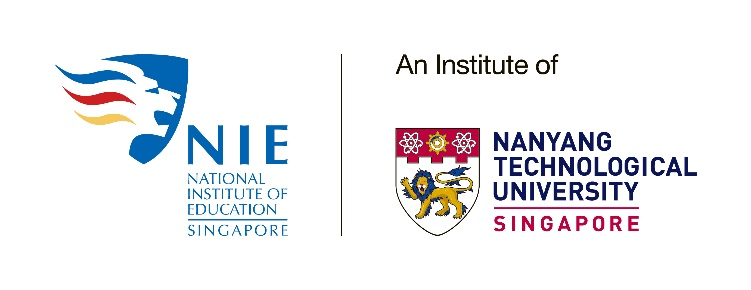 NIE
NATIONAL
INSTITUTE OF
EDUCATION
SINGAPORE
An Institute of
NANYANG
TECHNOLOGICAL
UNIVERSITY
SINGAPORE